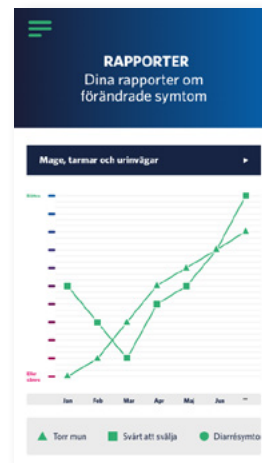 RAPPORTER
Dina rapporter om
förändrade symtom
Mage, tarmar och urinvägar
Jan Feb Mar Apr Maj Jun
Torr mun Svårt att svälja Diarrésymto